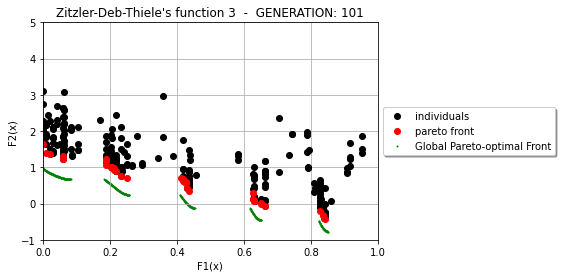 Zitzler-Deb-Thiele's function 3 - GENERATION: 101
5
4
3
2
1
0
−1
F2(x)
0.0 0.2 0.4 0.6 0.8 1.0
F1(x)
individuals
pareto front
Global Pareto-optimal Front